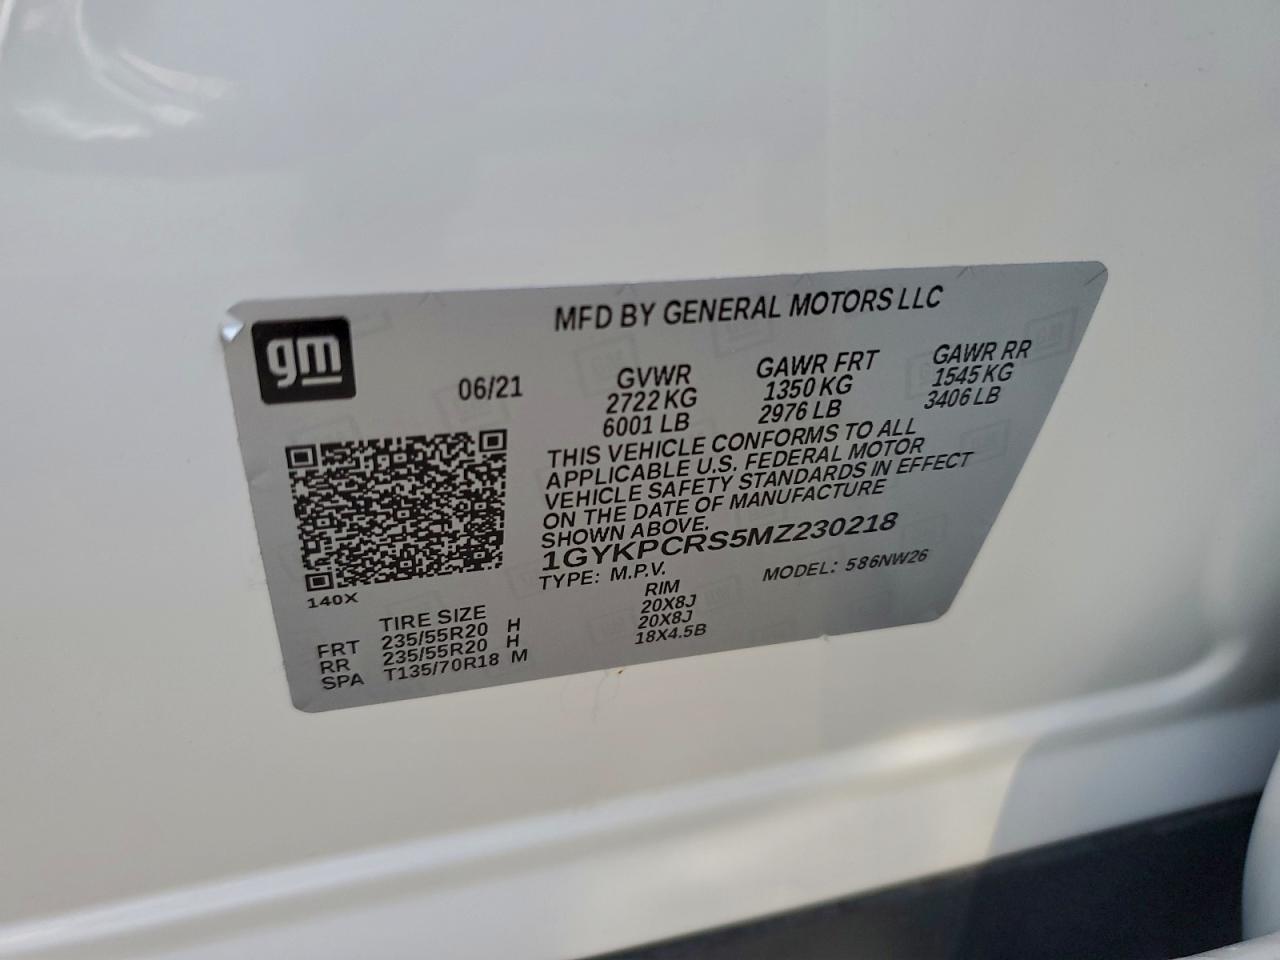 gm
MFD BY GENERAL MOTORS LLC
06/21
GVWR
2722 KG
6001 LB
GAWR FRT
1350 KG
2976 LB
GAWR RR
1545 KG
3406 LB
THIS VEHICLE CONFORMS TO ALL
APPLICABLE U.S. FEDERAL MOTOR
VEHICLE SAFETY STANDARDS IN EFFECT
ON THE DATE OF MANUFACTURE
SHOWN ABOVE.
1GYKPCRS5MZ230218
TYPE: M.P.V.
MODEL: 586NW26
140X
TIRE SIZE RIM
FRT 235/55R20 H 20X8J
RR 235/55R20 H 20X8J
SPA T135/70R18 M 18X4.5B